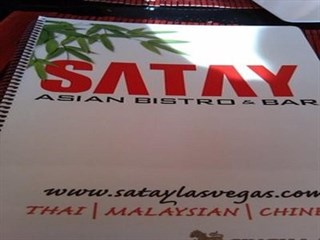 SATAY
ASIAN BISTRO & BAR
www.sataylasvegas.com
THAI | MALAYSIAN | CHINE